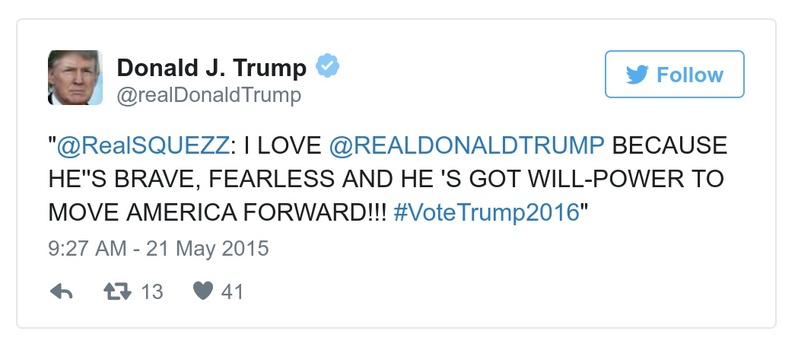 Donald J. Trump
@realDonaldTrump
Follow
"@RealSQUEZZ: I LOVE @REALDONALDTRUMP BECAUSE
HE"S BRAVE, FEARLESS AND HE 'S GOT WILL-POWER TO
MOVE AMERICA FORWARD!!! #VoteTrump2016"
9:27 AM - 21 May 2015
13 41